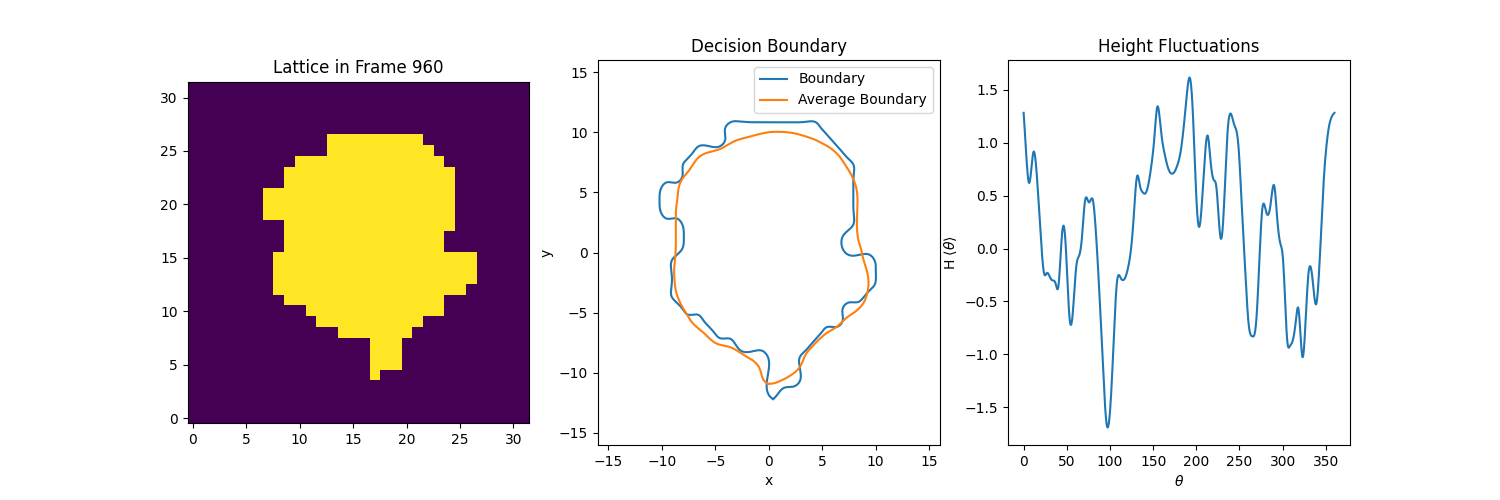 Lattice in Frame 960
30
25
20
15
10
5
0
0 5 10 15 20 25 30
Decision Boundary
Boundary
Average Boundary
15
10
5
0
−5
−10
−15
y
−15 −10 −5 0 5 10 15
x
Height Fluctuations
1.5
1.0
0.5
0.0
−0.5
−1.0
−1.5
H (θ)
0 50 100 150 200 250 300 350
θ